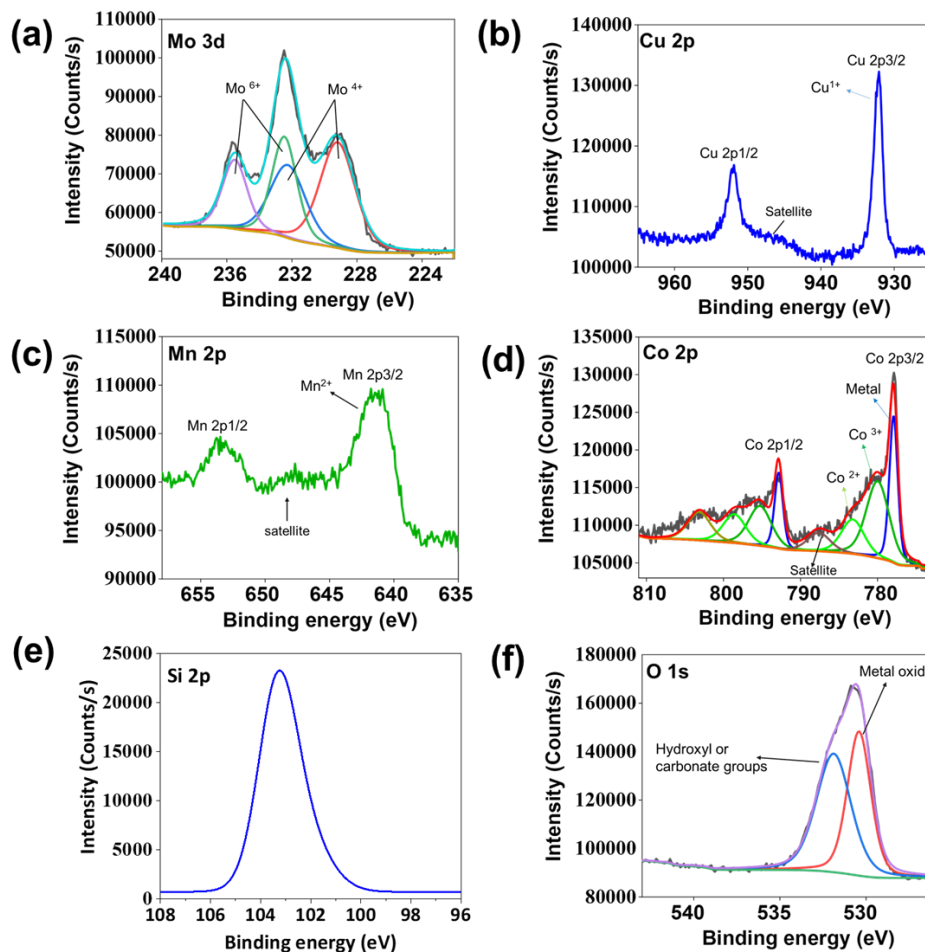 (a)
Mo 3d
Mo 6+
Mo 4+
110000
100000
90000
80000
70000
60000
50000
240
236
232
228
224
Intensity (Counts/s)
Binding energy (eV)
(b)
Cu 2p
Cu 2p3/2
Cu1+
Cu 2p1/2
Satellite
140000
130000
120000
110000
100000
960
950
940
930
Intensity (Counts/s)
Binding energy (eV)
(c)
Mn 2p
Mn 2p3/2
Mn2+
Mn 2p1/2
satellite
115000
110000
105000
100000
95000
90000
655
650
645
640
635
Intensity (Counts/s)
Binding energy (eV)
(d)
Co 2p
Co 2p3/2
Metal
Co 3+
Co 2p1/2
Co 2+
Satellite
135000
130000
125000
120000
115000
110000
105000
810
800
790
780
Intensity (Counts/s)
Binding energy (eV)
(e)
Si 2p
25000
20000
15000
10000
5000
0
108
106
104
102
100
98
96
Intensity (Counts/s)
Binding energy (eV)
(f)
O 1s
Metal oxid
Hydroxyl or
carbonate groups
180000
160000
140000
120000
100000
80000
540
535
530
Intensity (Counts/s)
Binding energy (eV)